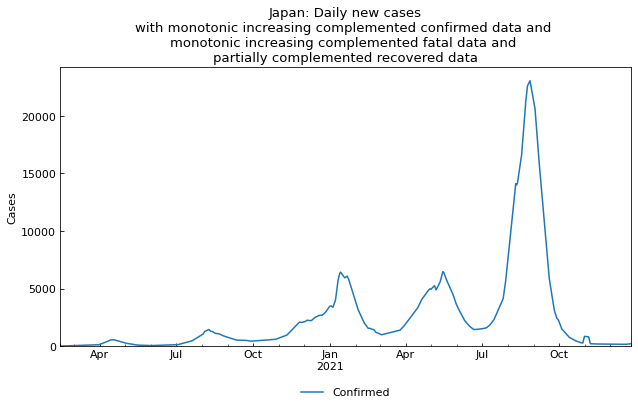 Japan: Daily new cases
with monotonic increasing complemented confirmed data and
monotonic increasing complemented fatal data and
partially complemented recovered data
Cases
20000
15000
10000
5000
0
Apr Jul Oct Jan Apr Jul Oct
2021
Confirmed